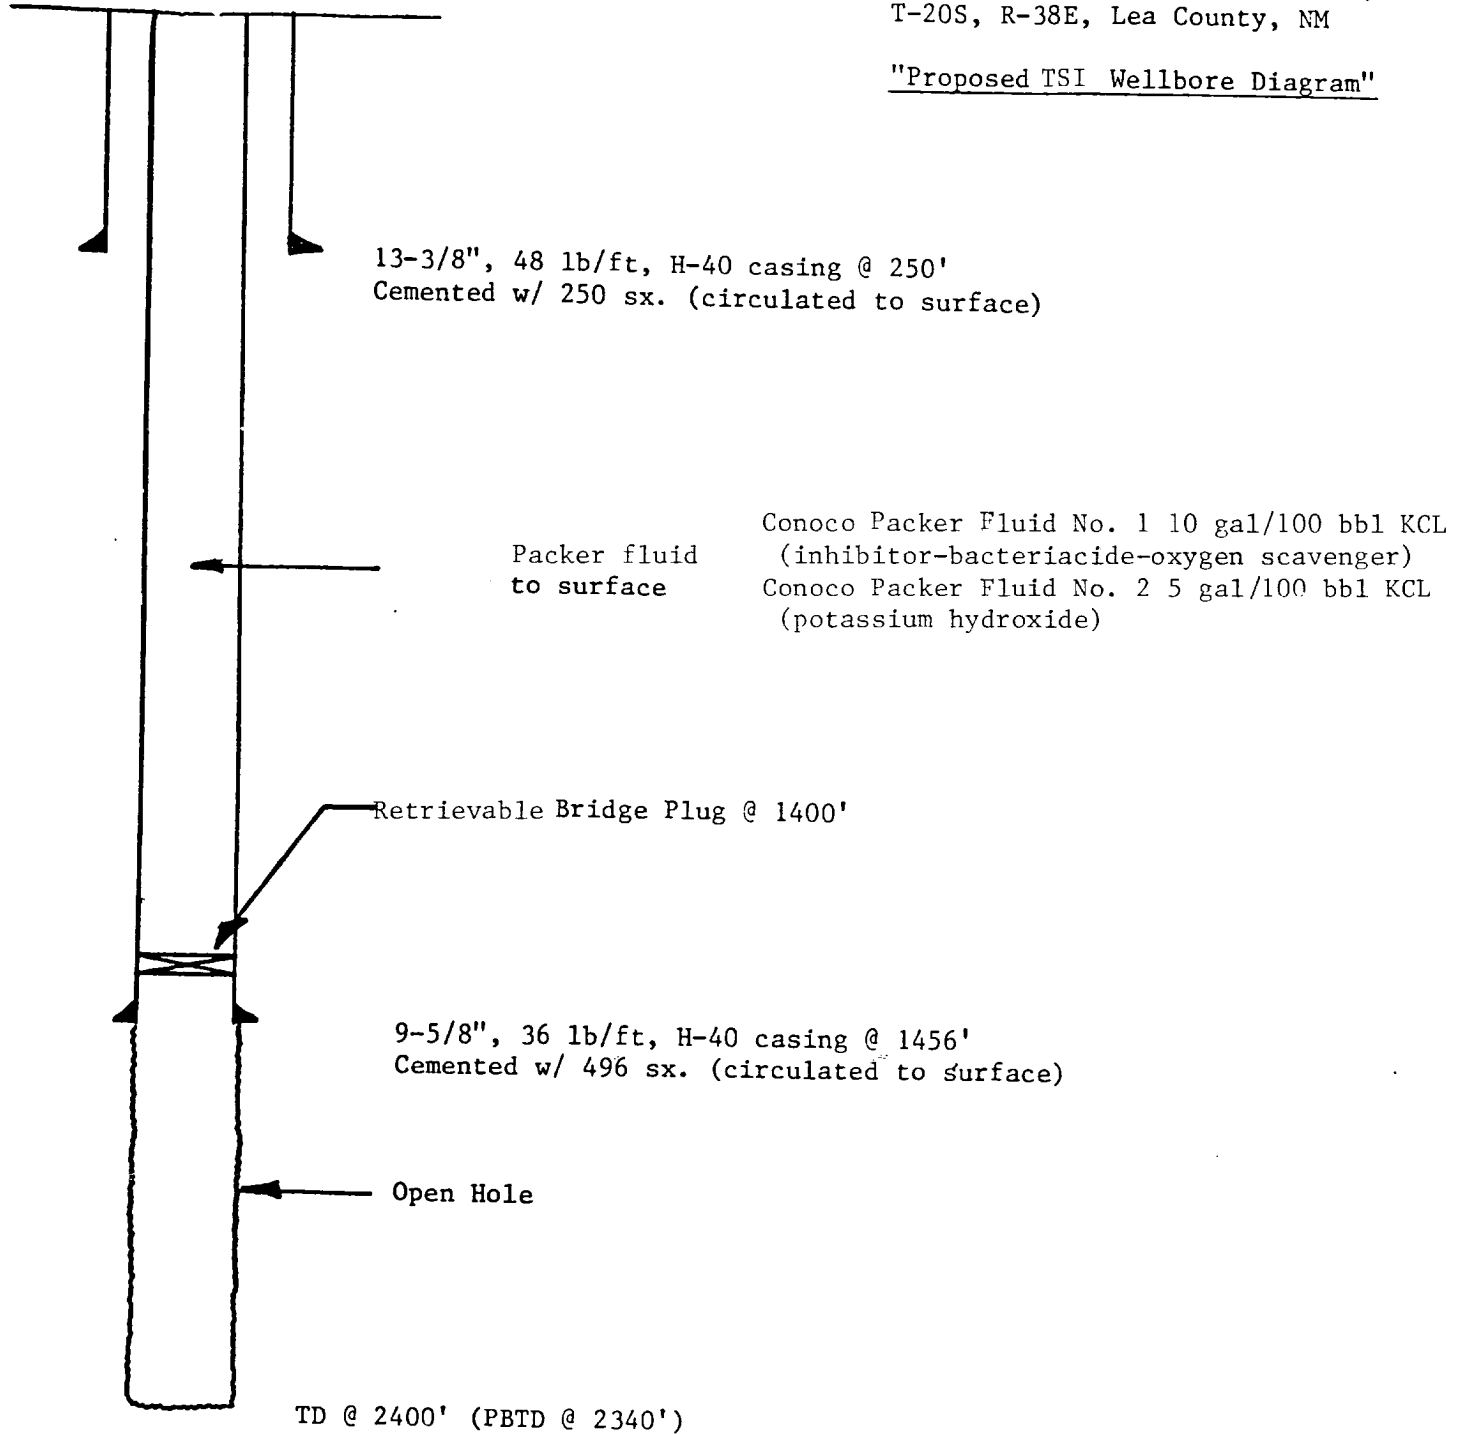 T-20S, R-38E, Lea County, NM
"Proposed TSI Wellbore Diagram"
13-3/8", 48 lb/ft, H-40 casing @ 250'
Cemented w/ 250 sx. (circulated to surface)
Packer fluid
to surface
Conoco Packer Fluid No. 1 10 gal/100 bbl KCL
(inhibitor-bacteriacide-oxygen scavenger)
Conoco Packer Fluid No. 2 5 gal/100 bbl KCL
(potassium hydroxide)
Retrievable Bridge Plug @ 1400'
9-5/8", 36 lb/ft, H-40 casing @ 1456'
Cemented w/ 496 sx. (circulated to surface)
Open Hole
TD @ 2400' (PBTD @ 2340')